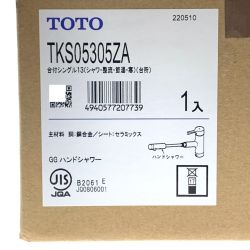 TOTO
220510
TKS05305ZA
台付シングル13(シャワ・整流・節湯・寒)(台所)
4940577207739
1入
主材料 胴:銅合金/シート:セラミックス
GG ハンドシャワー
ハンドシャワー
JIS
JQA
B2061 E
JQ0806001